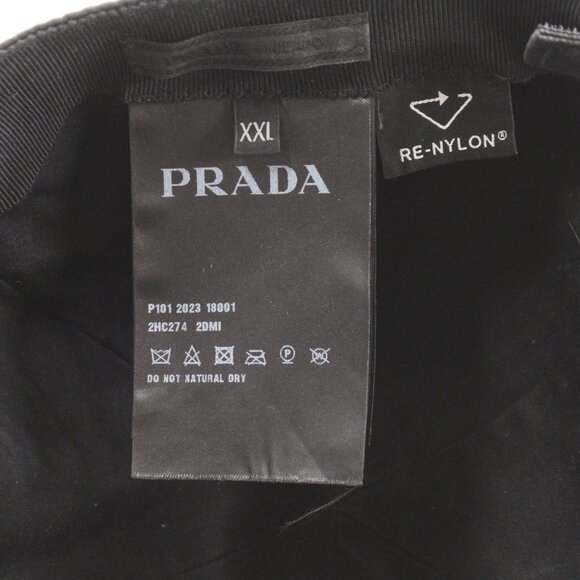 XXL
PRADA
P101 2023 18001
2HC274 2DMI
P W
DO NOT NATURAL DRY
RE-NYLON®